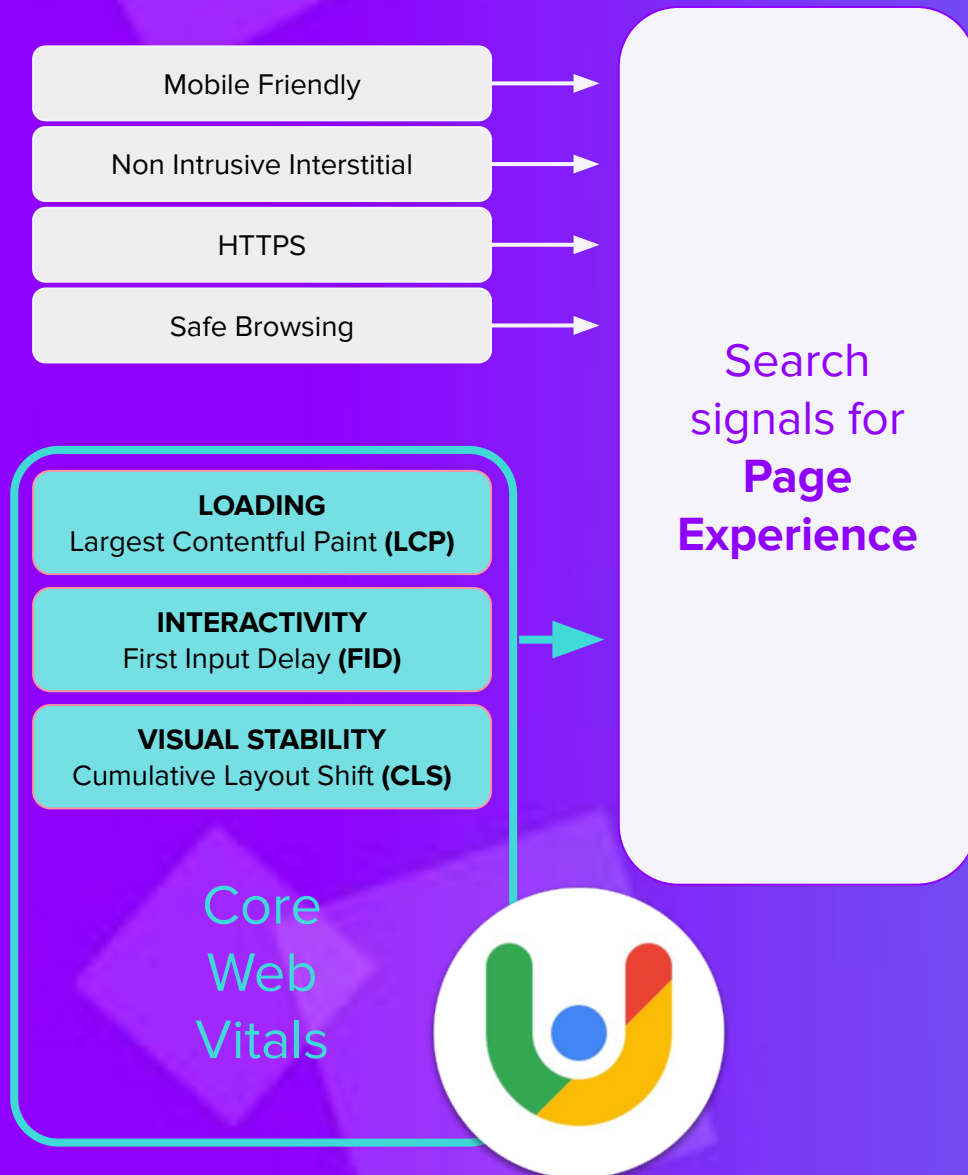 Mobile Friendly
Non Intrusive Interstitial
HTTPS
Safe Browsing
LOADING
Largest Contentful Paint (LCP)
INTERACTIVITY
First Input Delay (FID)
VISUAL STABILITY
Cumulative Layout Shift (CLS)
Core
Web
Vitals
Search
signals for
Page
Experience